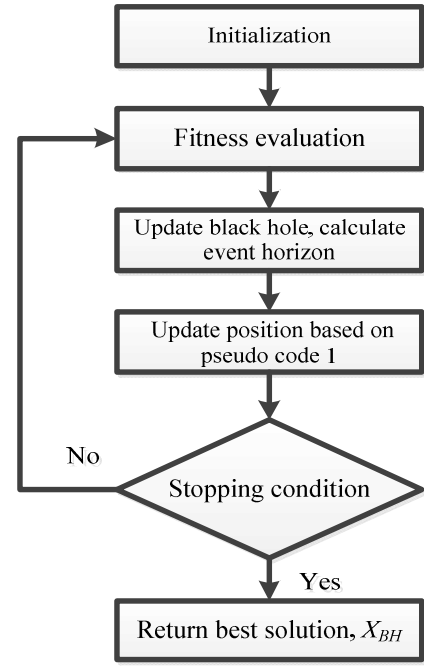 Initialization
Fitness evaluation
Update black hole, calculate
event horizon
Update position based on
pseudo code 1
No
Stopping condition
Yes
Return best solution, X_BH